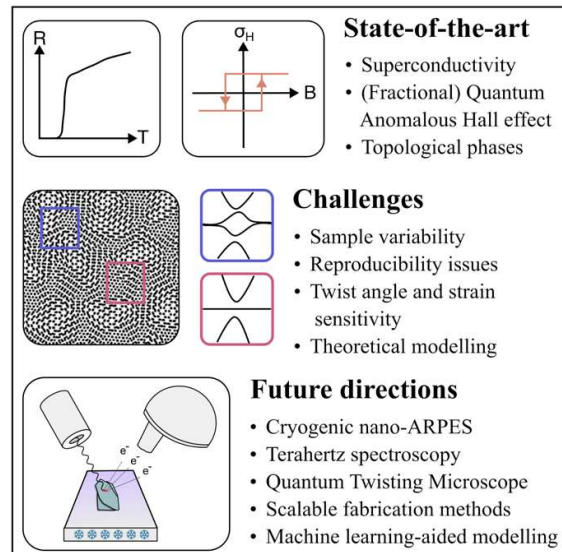 R
T
σH
B
State-of-the-art
• Superconductivity
• (Fractional) Quantum
Anomalous Hall effect
• Topological phases
Challenges
• Sample variability
• Reproducibility issues
• Twist angle and strain
sensitivity
• Theoretical modelling
Future directions
• Cryogenic nano-ARPES
• Terahertz spectroscopy
• Quantum Twisting Microscope
• Scalable fabrication methods
• Machine learning-aided modelling
e⁻
e⁻
e⁻
e⁻